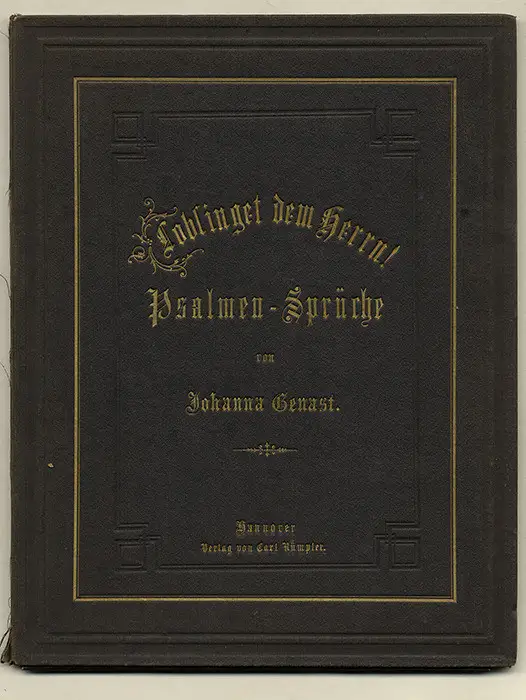 Lobsinget dem Herrn!
Psalmen-Sprüche
von
Johanna Genast.
Hannover
Verlag von Carl Rümpler.